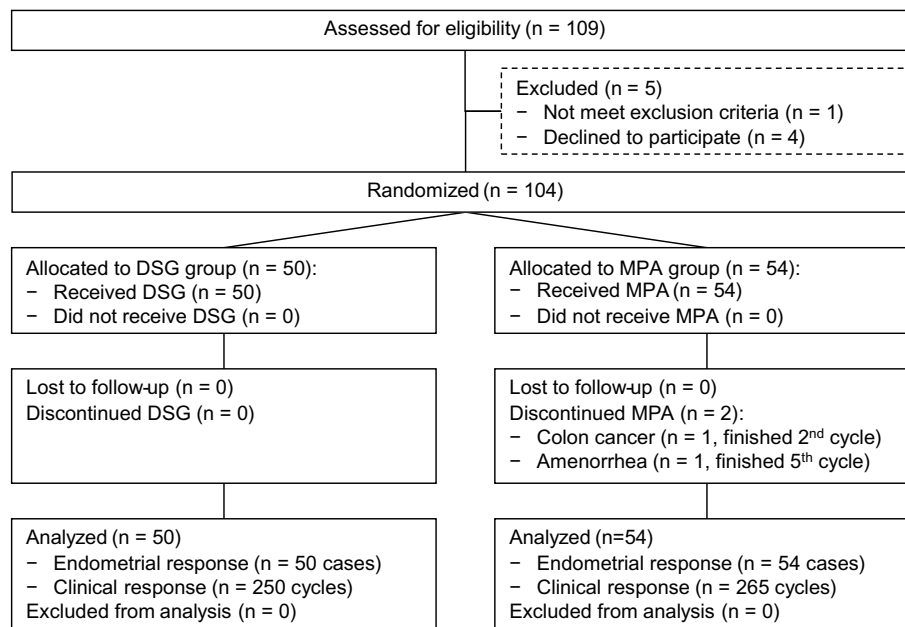 Assessed for eligibility (n = 109)
Excluded (n = 5)
− Not meet exclusion criteria (n = 1)
− Declined to participate (n = 4)
Randomized (n = 104)
Allocated to DSG group (n = 50):
− Received DSG (n = 50)
− Did not receive DSG (n = 0)
Allocated to MPA group (n = 54):
− Received MPA (n = 54)
− Did not receive MPA (n = 0)
Lost to follow-up (n = 0)
Discontinued DSG (n = 0)
Lost to follow-up (n = 0)
Discontinued MPA (n = 2):
− Colon cancer (n = 1, finished 2nd cycle)
− Amenorrhea (n = 1, finished 5th cycle)
Analyzed (n = 50)
− Endometrial response (n = 50 cases)
− Clinical response (n = 250 cycles)
Excluded from analysis (n = 0)
Analyzed (n=54)
− Endometrial response (n = 54 cases)
− Clinical response (n = 265 cycles)
Excluded from analysis (n = 0)